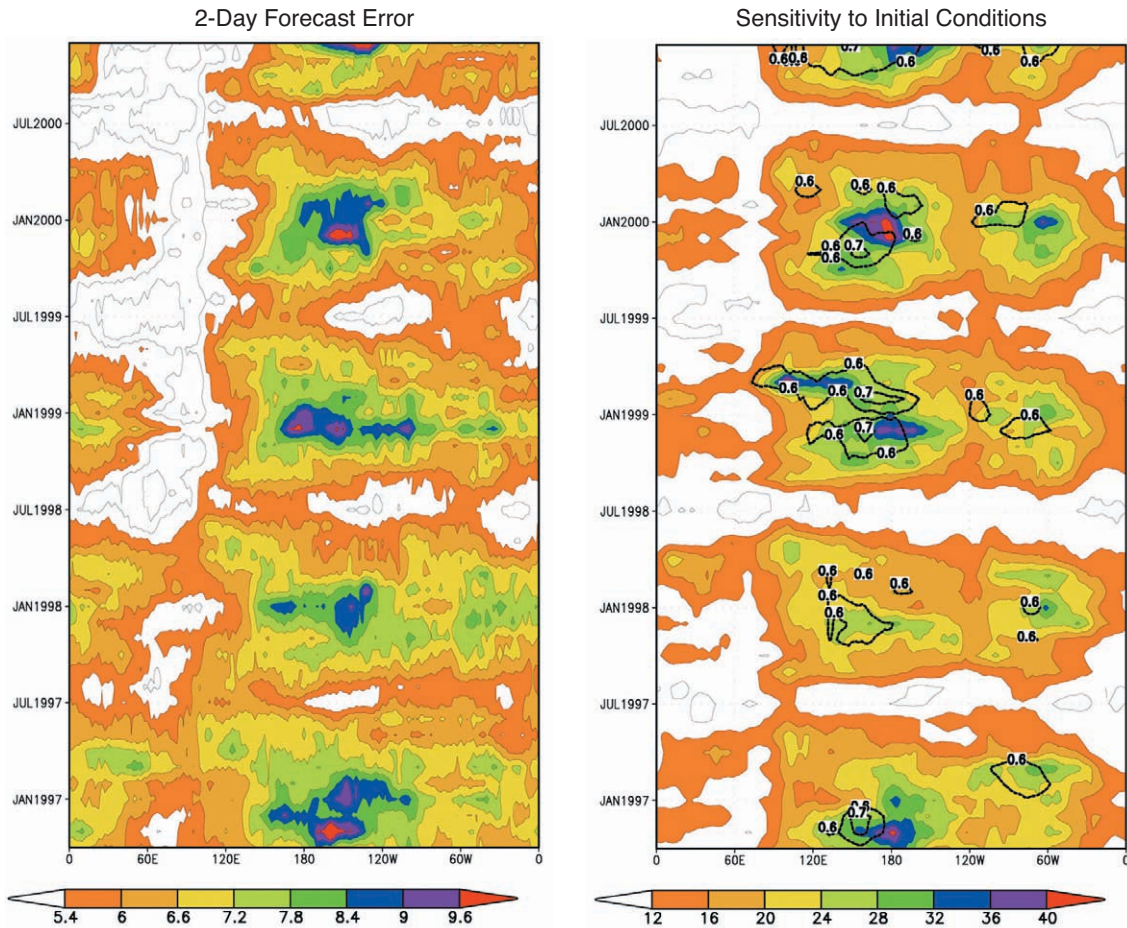 2-Day Forecast Error
Sensitivity to Initial Conditions
JUL2000
JAN2000
JUL1999
JAN1999
JUL1998
JAN1998
JUL1997
JAN1997
0 60E 120E 180 120W 60W 0
5.4 6 6.6 7.2 7.8 8.4 9 9.6
JUL2000
JAN2000
JUL1999
JAN1999
JUL1998
JAN1998
JUL1997
JAN1997
0.6 0.6 0.7 0.6 0.6
0.6 0.6 0.6 0.6
0.6 0.6 0.7 0.6
0.6 0.6 0.6 0.7 0.6
0.6 0.7 0.6 0.6
0.6 0.6 0.6
0.6 0.6
0.6 0.6
0.6
0.6 0.6 0.7
0 60E 120E 180 120W 60W 0
12 16 20 24 28 32 36 40